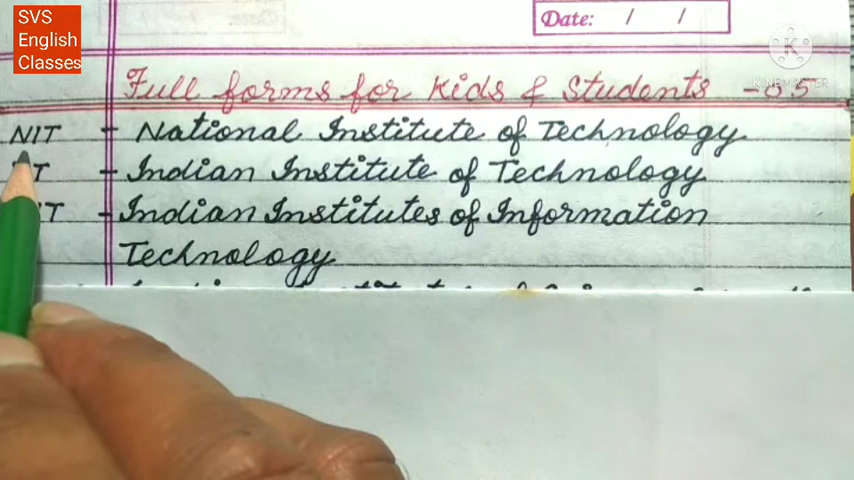 SVS
English
Classes
Date: / /
KINEMASTER
Full forms for Kids & Students -05
NIT - National Institute of Technology
- Indian Institute of Technology
- Indian Institutes of Information
Technology